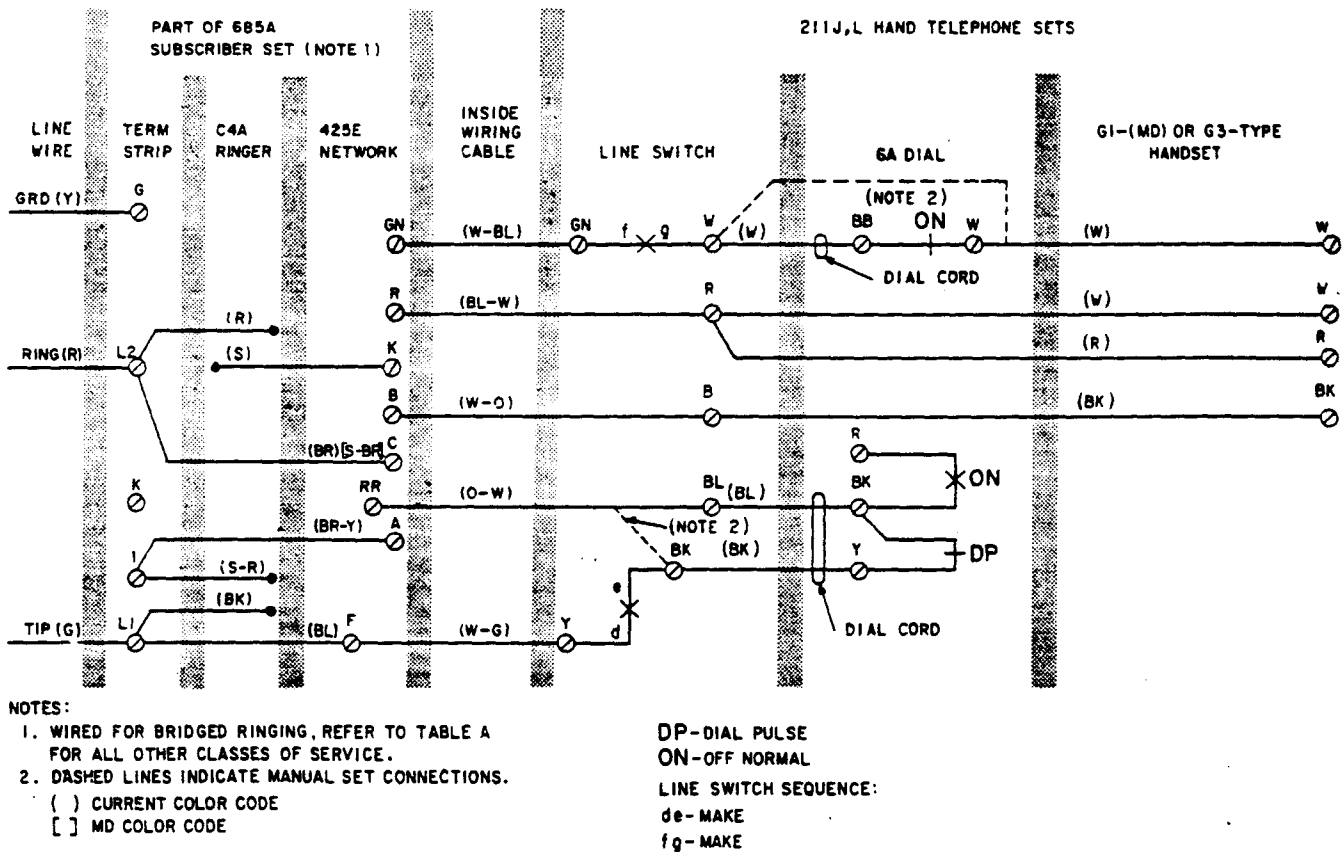 PART OF 685A
SUBSCRIBER SET (NOTE 1)
211J,L HAND TELEPHONE SETS
LINE
WIRE
TERM
STRIP
C4A
RINGER
425E
NETWORK
INSIDE
WIRING
CABLE
LINE SWITCH
6A DIAL
G1-(MD) OR G3-TYPE
HANDSET
GRD (Y)
G
(NOTE 2)
GN
(W-BL)
GN
f
g
W
(W)
BB
ON
W
(W)
W
DIAL CORD
R
(BL-W)
R
(W)
W
(R)
(R)
R
RING(R)
L2
(S)
K
B
(W-O)
B
(BK)
BK
(BR)[S-BR]
C
R
K
RR
(O-W)
BL
(BL)
BK
ON
(BR-Y)
A
(NOTE 2)
BK
(BK)
Y
DP
1
(S-R)
(BK)
e
d
TIP (G)
L1
(BL)
F
(W-G)
Y
DIAL CORD
NOTES:
1. WIRED FOR BRIDGED RINGING, REFER TO TABLE A
FOR ALL OTHER CLASSES OF SERVICE.
2. DASHED LINES INDICATE MANUAL SET CONNECTIONS.
( ) CURRENT COLOR CODE
[ ] MD COLOR CODE
DP-DIAL PULSE
ON-OFF NORMAL
LINE SWITCH SEQUENCE:
de- MAKE
fg- MAKE